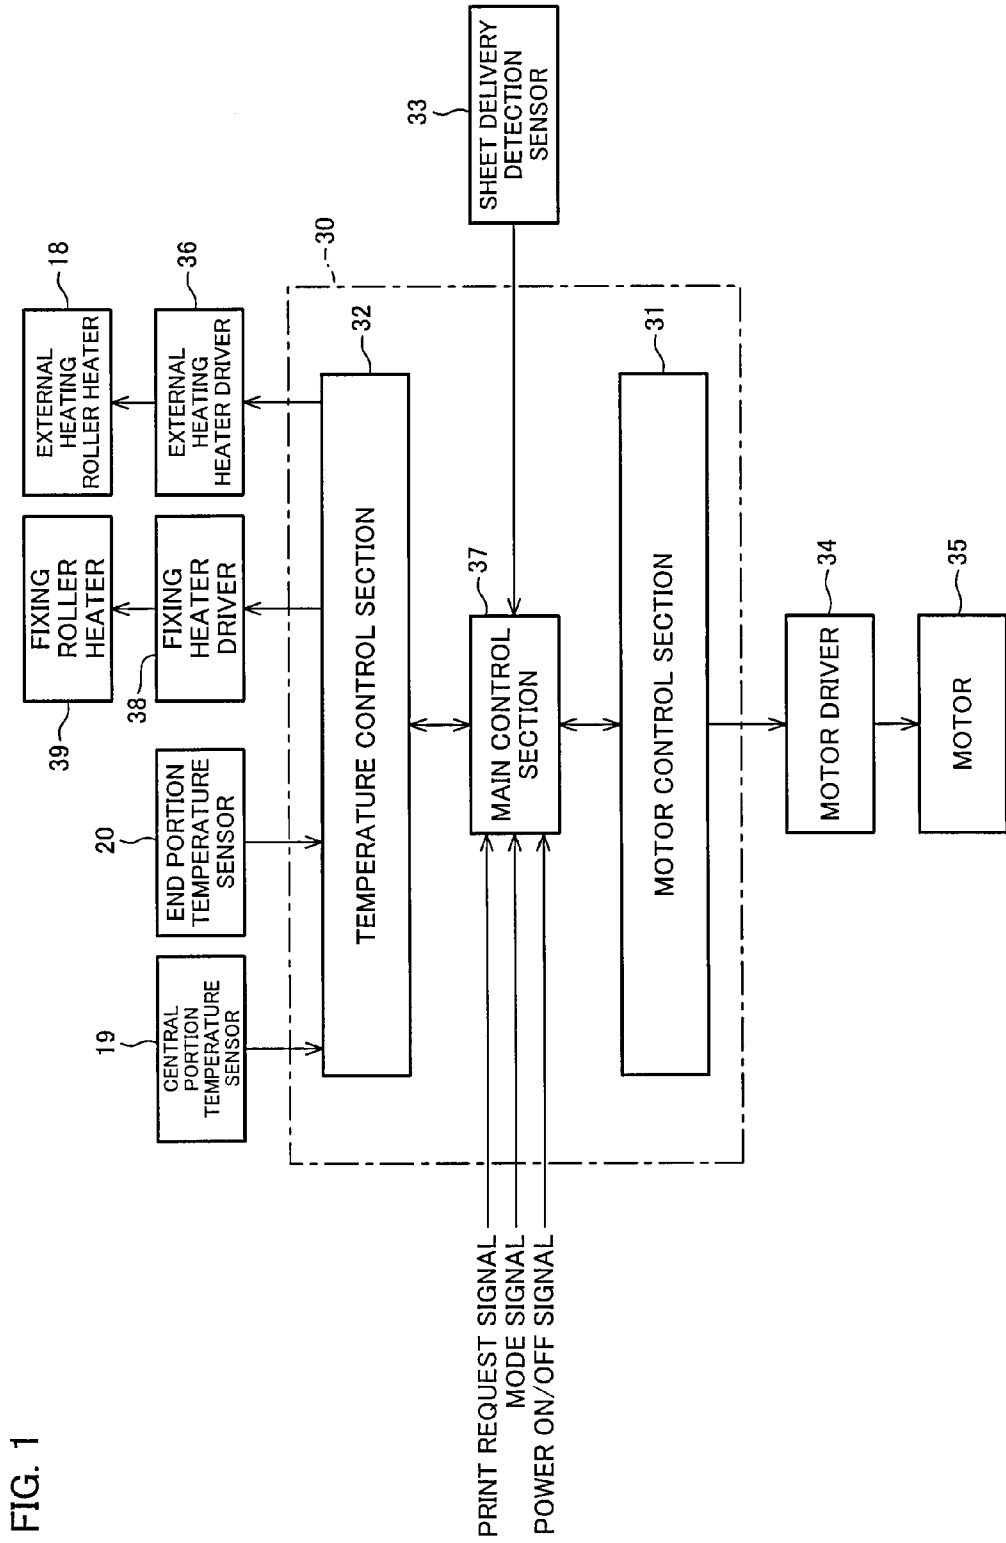 FIG. 1
CENTRAL
PORTION
TEMPERATURE
SENSOR
19
END PORTION
TEMPERATURE
SENSOR
20
FIXING
ROLLER
HEATER
39
FIXING
HEATER
DRIVER
38
EXTERNAL
HEATING
ROLLER HEATER
18
EXTERNAL
HEATING
HEATER DRIVER
36
30
TEMPERATURE CONTROL SECTION
32
PRINT REQUEST SIGNAL
MODE SIGNAL
POWER ON/OFF SIGNAL
MAIN CONTROL
SECTION
37
SHEET DELIVERY
DETECTION
SENSOR
33
MOTOR CONTROL SECTION
31
MOTOR DRIVER
34
MOTOR
35